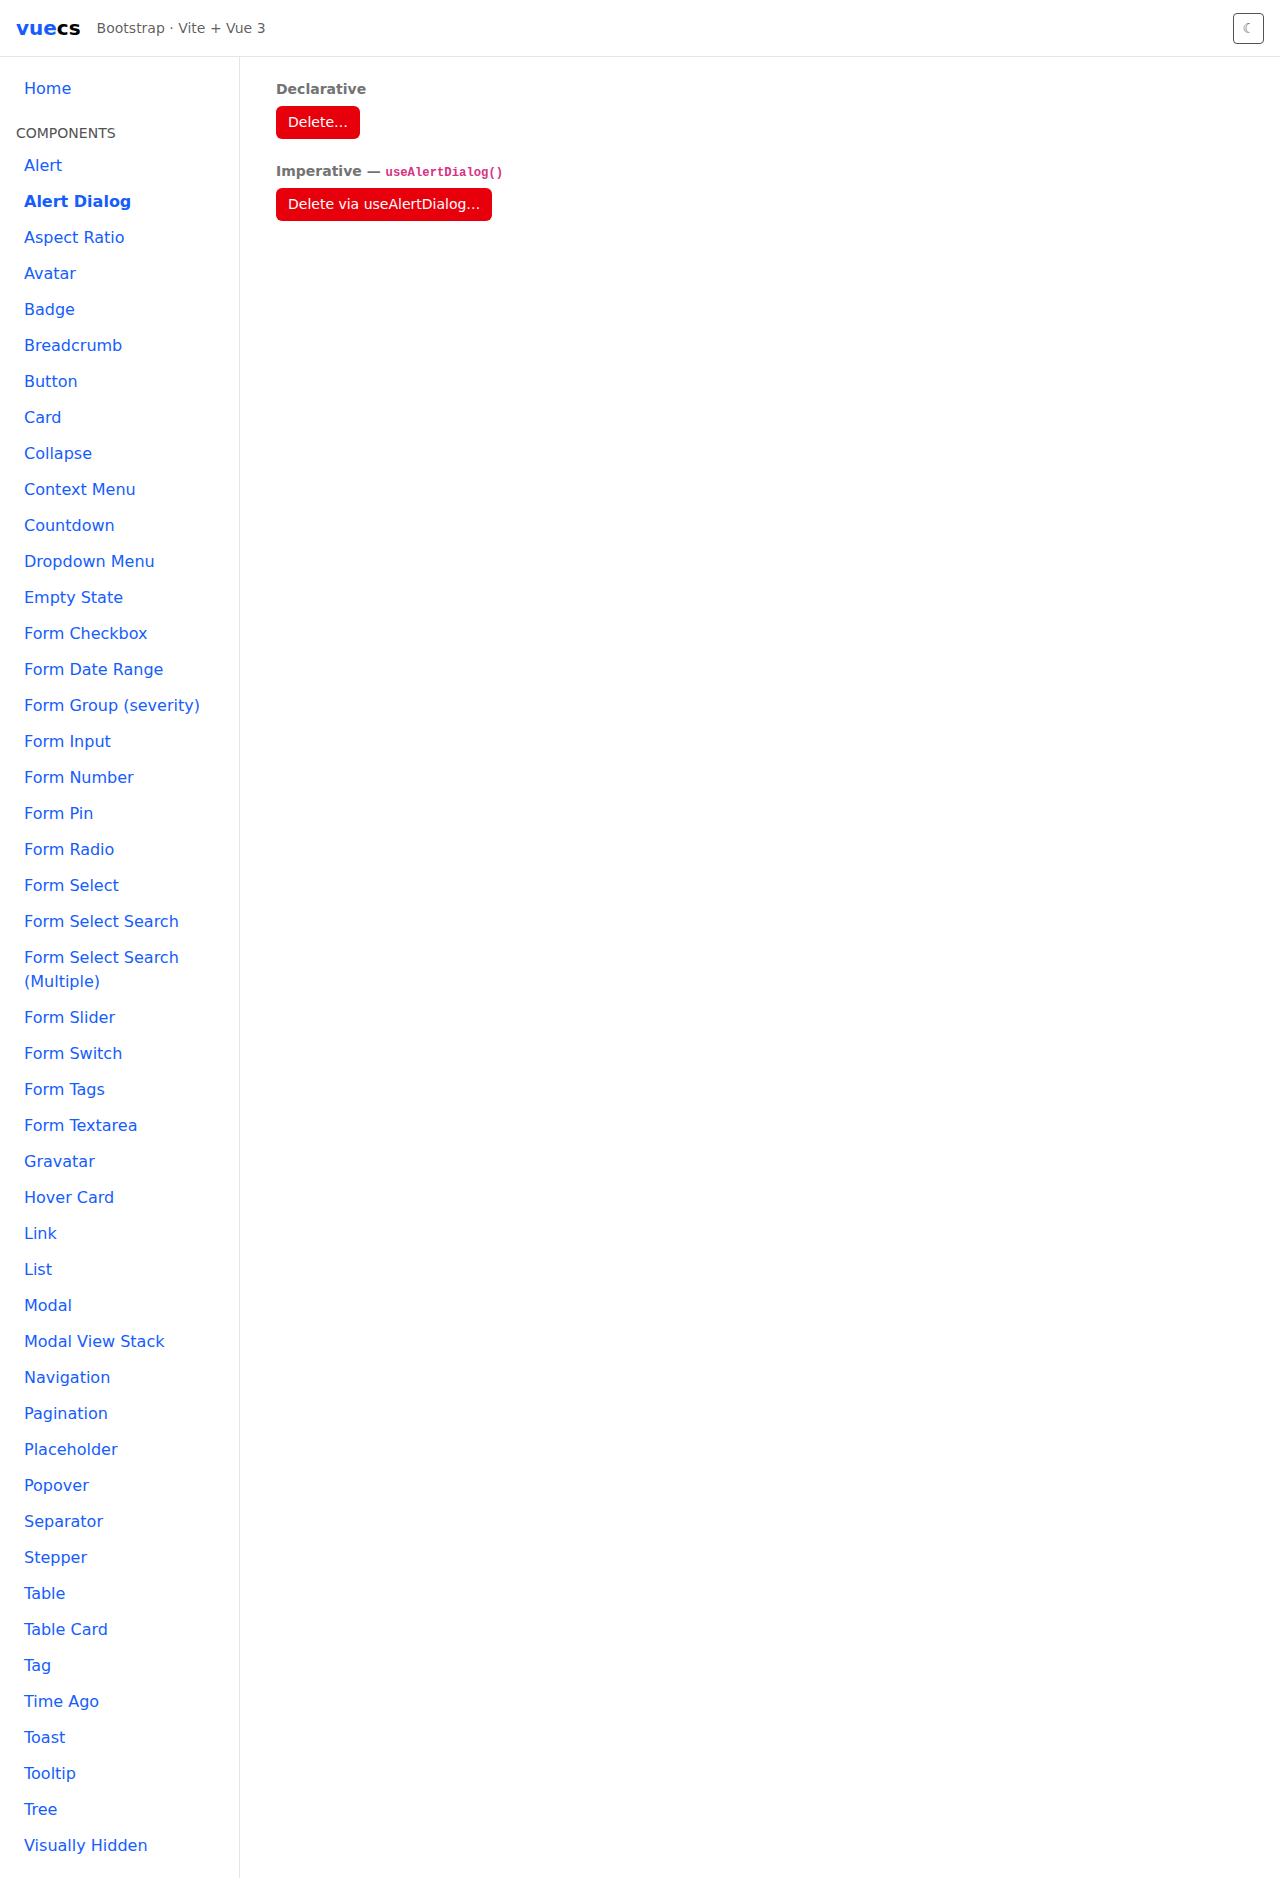 vuecs Bootstrap · Vite + Vue 3
Home
COMPONENTS
Alert
Alert Dialog
Aspect Ratio
Avatar
Badge
Breadcrumb
Button
Card
Collapse
Context Menu
Countdown
Dropdown Menu
Empty State
Form Checkbox
Form Date Range
Form Group (severity)
Form Input
Form Number
Form Pin
Form Radio
Form Select
Form Select Search
Form Select Search
(Multiple)
Form Slider
Form Switch
Form Tags
Form Textarea
Gravatar
Hover Card
Link
List
Modal
Modal View Stack
Navigation
Pagination
Placeholder
Popover
Separator
Stepper
Table
Table Card
Tag
Time Ago
Toast
Tooltip
Tree
Visually Hidden
Declarative
Delete...
Imperative — useAlertDialog()
Delete via useAlertDialog...